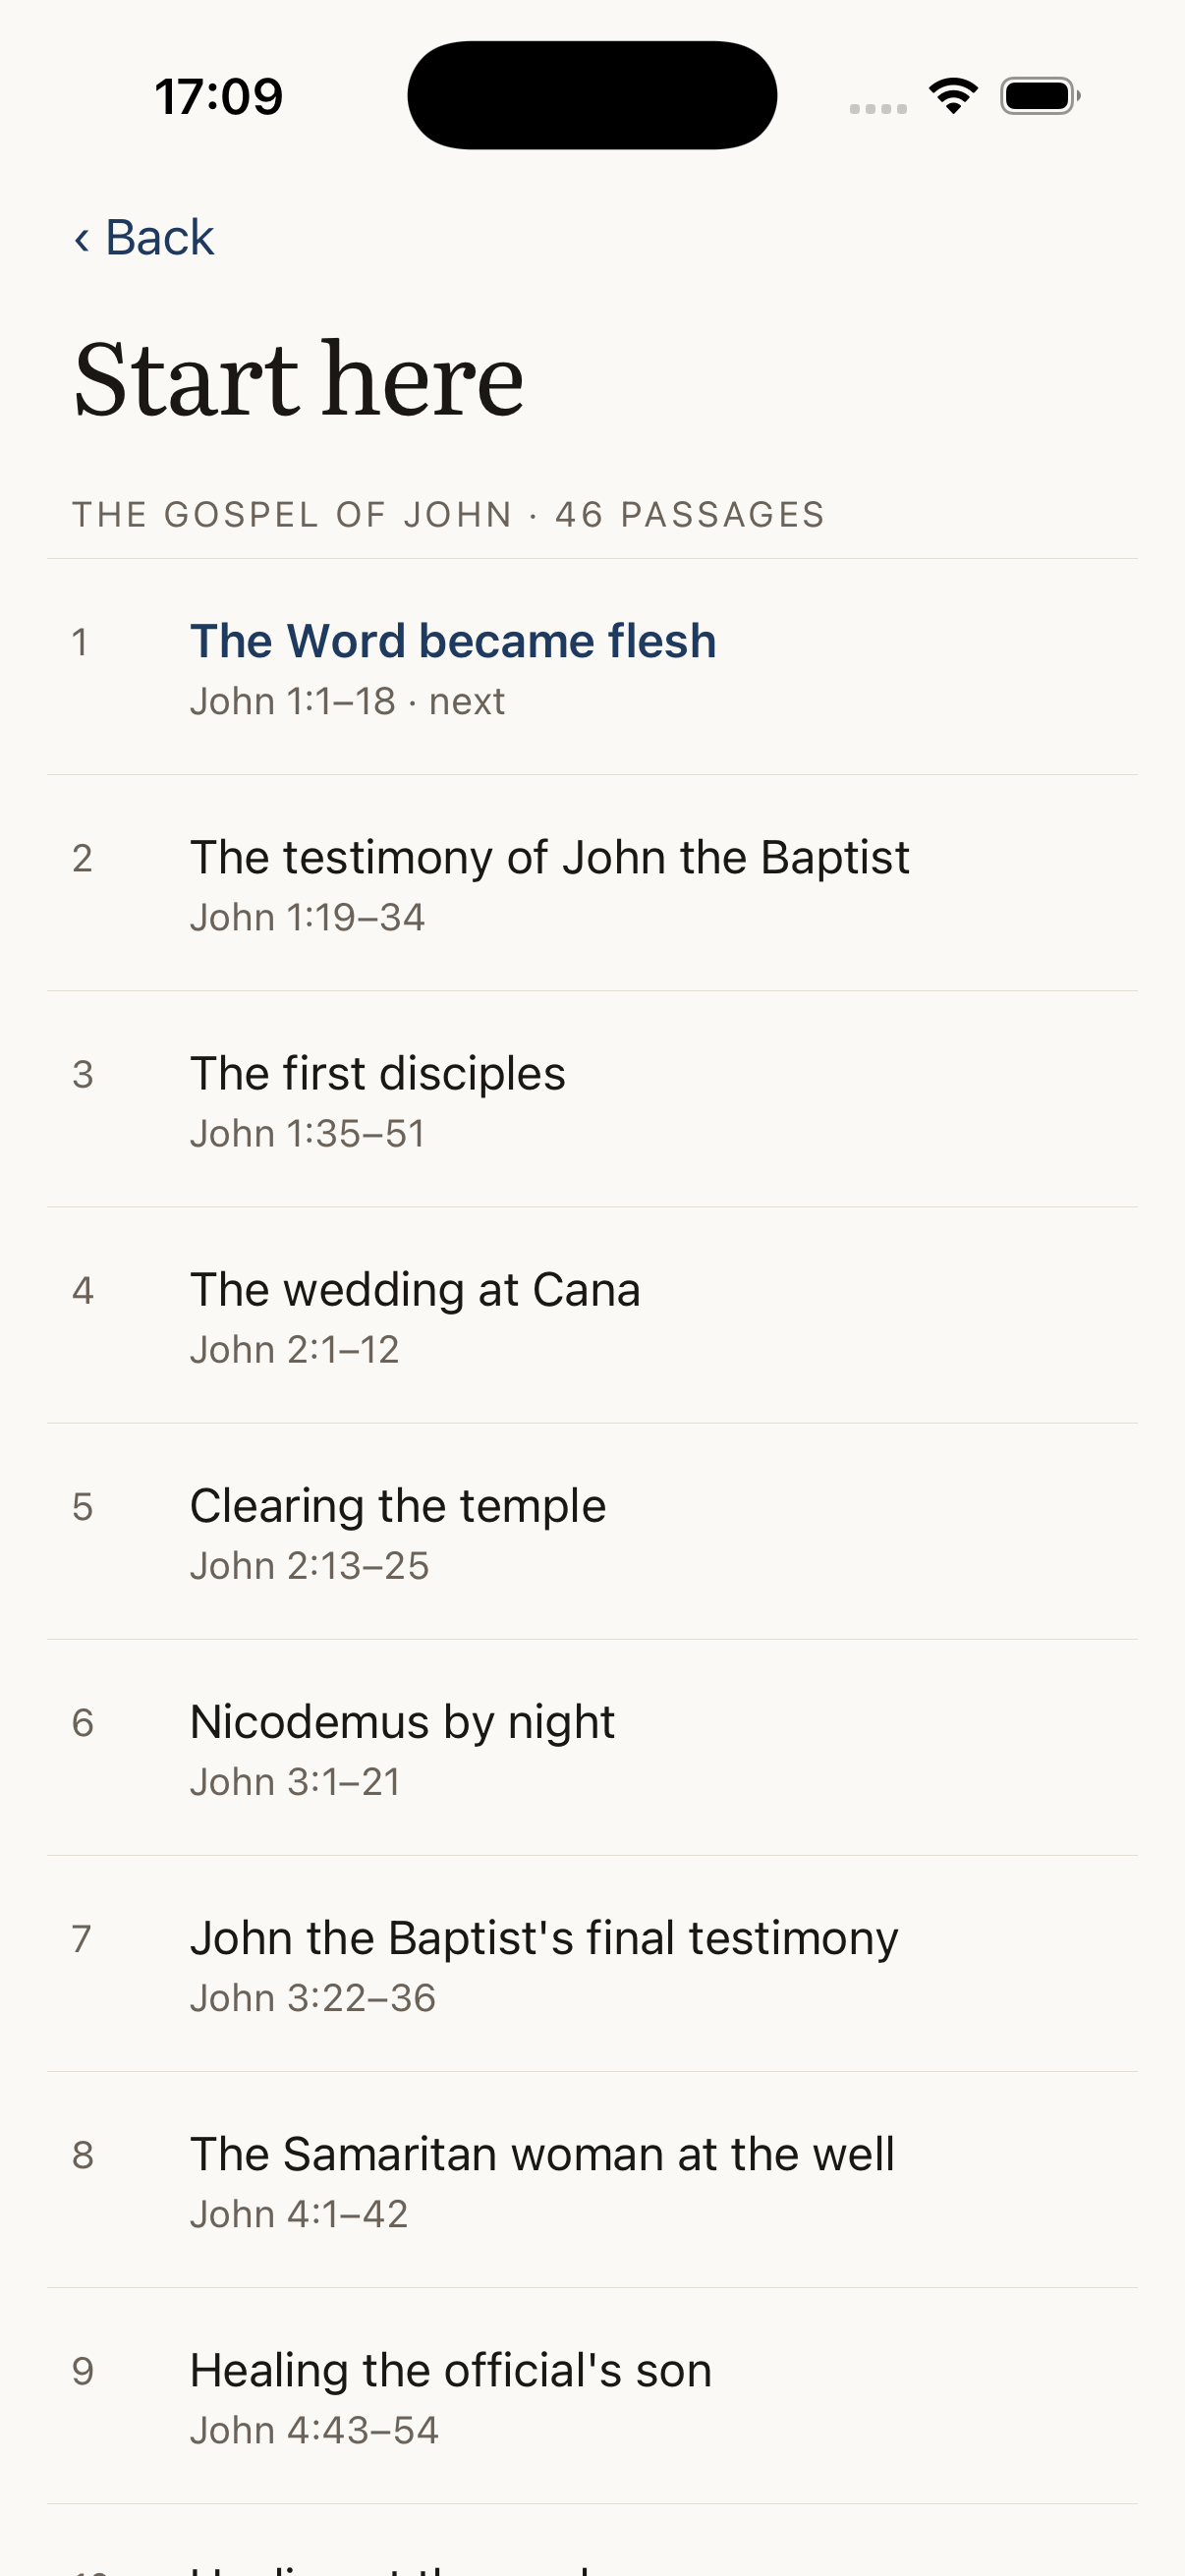 17:09
‹ Back
Start here
THE GOSPEL OF JOHN · 46 PASSAGES
1
The Word became flesh
John 1:1–18 · next
2
The testimony of John the Baptist
John 1:19–34
3
The first disciples
John 1:35–51
4
The wedding at Cana
John 2:1–12
5
Clearing the temple
John 2:13–25
6
Nicodemus by night
John 3:1–21
7
John the Baptist's final testimony
John 3:22–36
8
The Samaritan woman at the well
John 4:1–42
9
Healing the official's son
John 4:43–54